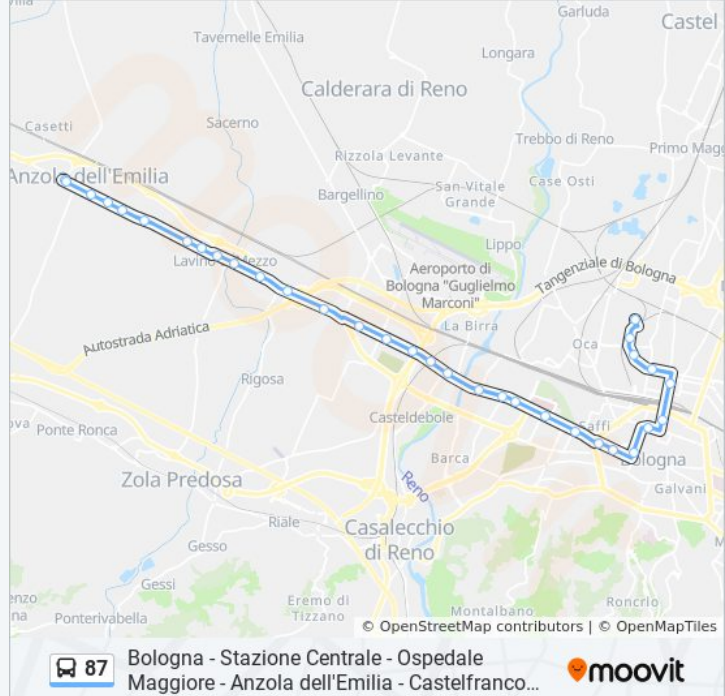 Garluda
Castel
Tavernelle Emilia
Longara
Calderara di Reno
Casetti
Sacerno
Trebbo di Reno
Primo Magg
Rizzola Levante
Anzola dell'Emilia
San-Vitale
Grande
Case Osti
Bargellino
Lippo
Lavino Mezzo
Aeroporto di
Bologna "Guglielmo
Marconi"
Tangenziale di Bologna
La Birra
Autostrada Adriatica
Oca
Rigosa
Casteldebole
Saffi
Ponte Ronca
Barca
Bologna
Zola Predosa
Reno
Galvani
Riale
Casalecchio
di Reno
Gesso
Gessi
Eremo di
Tizzano
Roncrio
Ponterivabella
Montalbano
© OpenStreetMap contributors | © OpenMapTiles
87
Bologna - Stazione Centrale - Ospedale
Maggiore - Anzola dell'Emilia - Castelfranco...
moovit